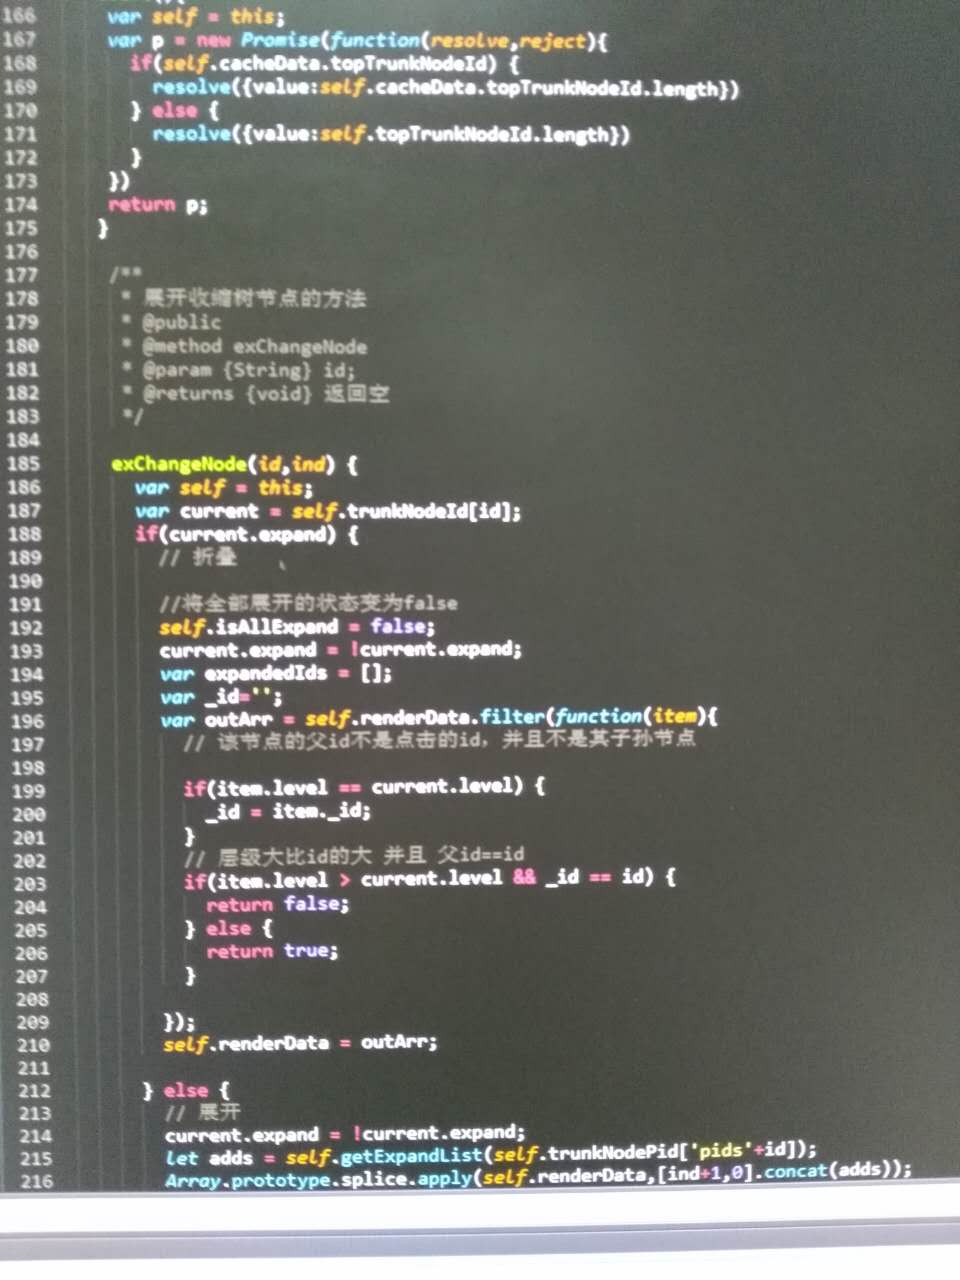 166 var self = this;
167 var p = new Promise(function(resolve,reject){
168 if(self.cacheData.topTrunkNodeId) {
169 resolve({value:self.cacheData.topTrunkNodeId.length})
170 } else {
171 resolve({value:self.topTrunkNodeId.length})
172 }
173 })
174 return p;
175 }
176
177 /**
178 * 展开收缩树节点的方法
179 * @public
180 * @method exChangeNode
181 * @param {String} id;
182 * @returns {void} 返回空
183 */
184
185 exChangeNode(id,ind) {
186 var self = this;
187 var current = self.trunkNodeId[id];
188 if(current.expand) {
189 // 折叠
190
191 //将全部展开的状态变为false
192 self.isAllExpand = false;
193 current.expand = !current.expand;
194 var expandedIds = [];
195 var _id='';
196 var outArr = self.renderData.filter(function(item){
197 // 该节点的父id不是点击的id，并且不是其子孙节点
198
199 if(item.level == current.level) {
200 _id = item._id;
201 }
202 // 层级大比id的大 并且 父id==id
203 if(item.level > current.level && _id == id) {
204 return false;
205 } else {
206 return true;
207 }
208
209 });
210 self.renderData = outArr;
211
212 } else {
213 // 展开
214 current.expand = !current.expand;
215 let adds = self.getExpandList(self.trunkNodePid['pids'+id]);
216 Array.prototype.splice.apply(self.renderData,[ind+1,0].concat(adds));